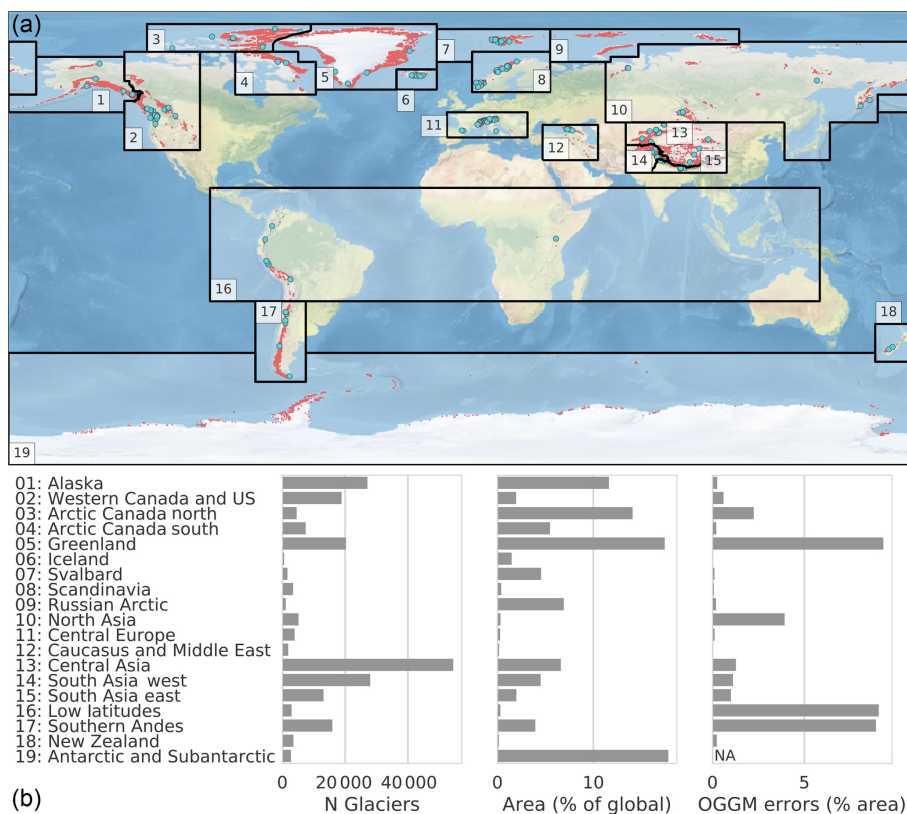 (a)
3
7
9
4
5
8
6
1
10
2
11
13
12
14
15
16
17
18
19
01: Alaska
02: Western Canada and US
03: Arctic Canada north
04: Arctic Canada south
05: Greenland
06: Iceland
07: Svalbard
08: Scandinavia
09: Russian Arctic
10: North Asia
11: Central Europe
12: Caucasus and Middle East
13: Central Asia
14: South Asia west
15: South Asia east
16: Low latitudes
17: Southern Andes
18: New Zealand
19: Antarctic and Subantarctic
NA
0 20 000 40 000
0 10
0 5
(b)
N Glaciers
Area (% of global)
OGGM errors (% area)